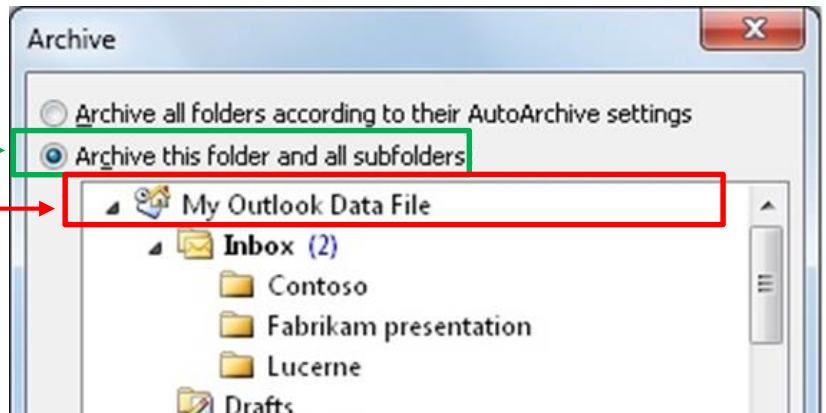 Archive
Archive all folders according to their AutoArchive settings
Archive this folder and all subfolders
My Outlook Data File
Inbox (2)
Contoso
Fabrikam presentation
Lucerne
Drafts